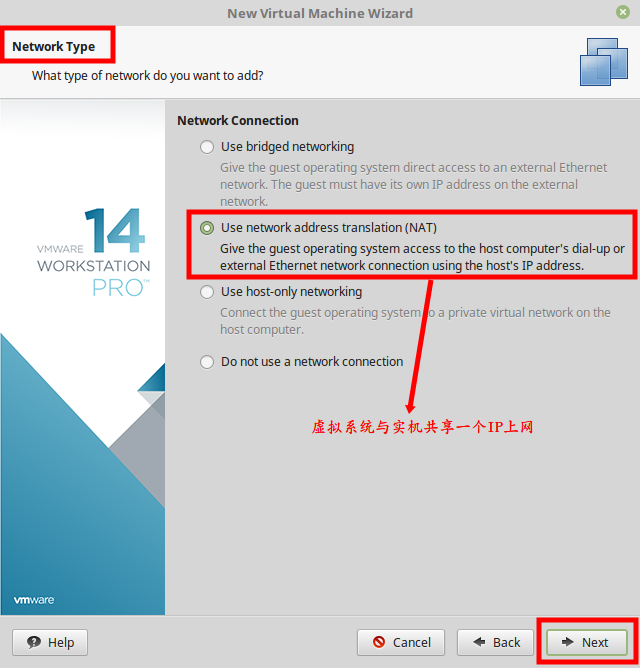 New Virtual Machine Wizard
Network Type
What type of network do you want to add?
Network Connection
Use bridged networking
Give the guest operating system direct access to an external Ethernet
network. The guest must have its own IP address on the external
network.
Use network address translation (NAT)
Give the guest operating system access to the host computer's dial-up or
external Ethernet network connection using the host's IP address.
Use host-only networking
Connect the guest operating system to a private virtual network on the
host computer.
Do not use a network connection
虚拟系统与实机共享一个IP上网
VMWARE 14
WORKSTATION
PRO™
vmware
Help
Cancel
Back
Next